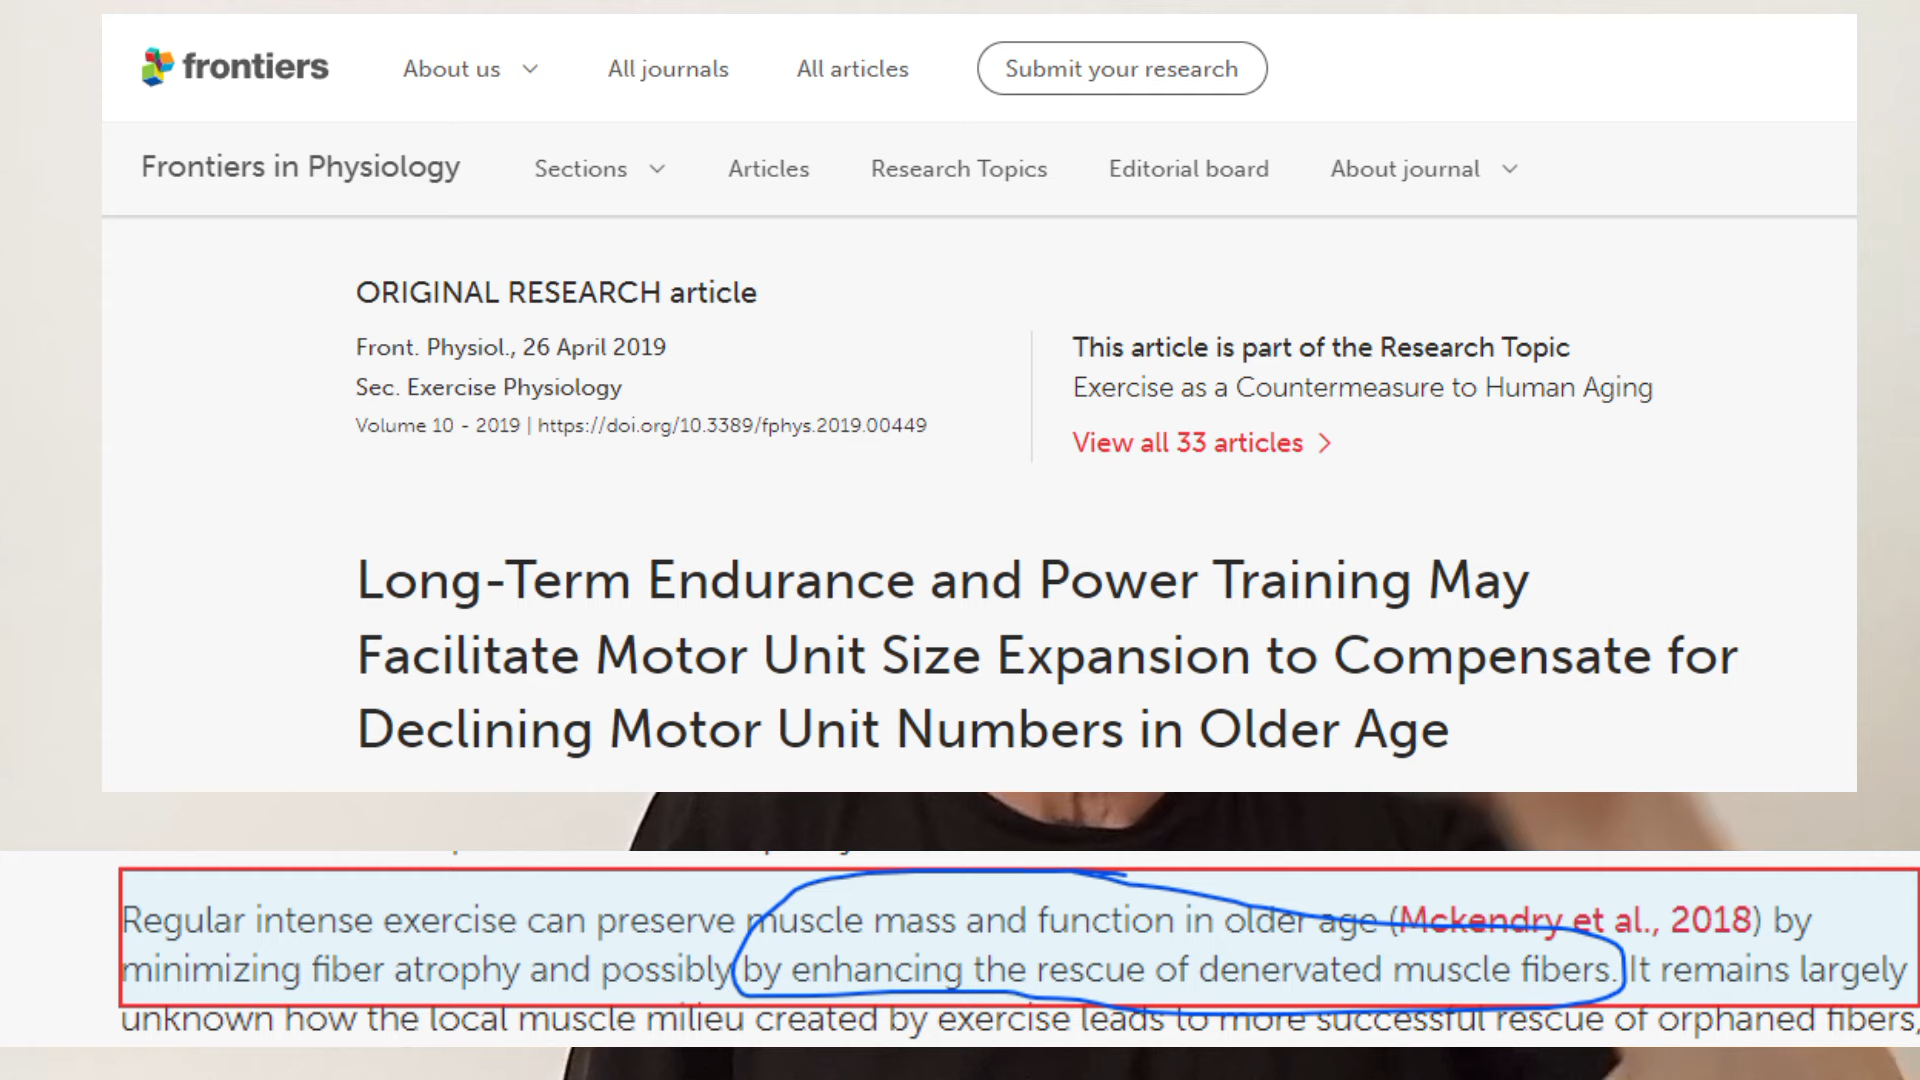 frontiers
About us
All journals
All articles
Submit your research
Frontiers in Physiology
Sections
Articles
Research Topics
Editorial board
About journal
ORIGINAL RESEARCH article
Front. Physiol., 26 April 2019
Sec. Exercise Physiology
Volume 10 - 2019 | https://doi.org/10.3389/fphys.2019.00449
This article is part of the Research Topic
Exercise as a Countermeasure to Human Aging
View all 33 articles
Long-Term Endurance and Power Training May
Facilitate Motor Unit Size Expansion to Compensate for
Declining Motor Unit Numbers in Older Age
Regular intense exercise can preserve muscle mass and function in older age (Mckendry et al., 2018) by
minimizing fiber atrophy and possibly by enhancing the rescue of denervated muscle fibers. It remains largely
unknown how the local muscle milieu created by exercise leads to more successful rescue of orphaned fibers,